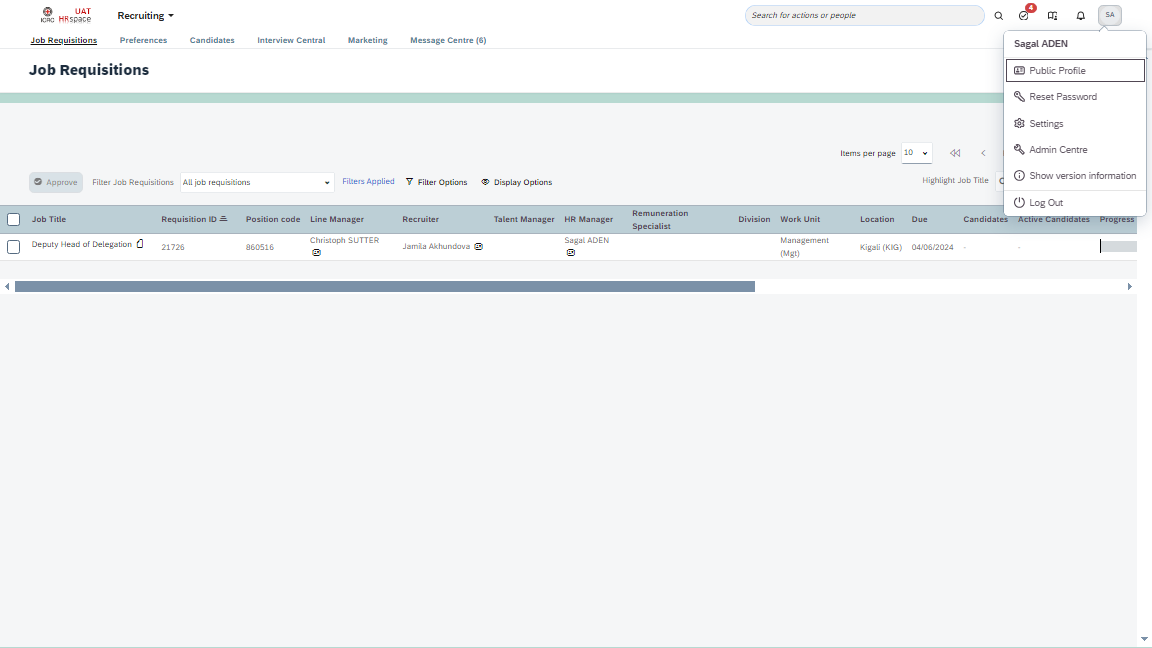 ICRC UAT HRspace
Recruiting
Search for actions or people
4
SA
Job Requisitions Preferences Candidates Interview Central Marketing Message Centre (6)
Sagal ADEN
Public Profile
Reset Password
Settings
Admin Centre
Show version information
Log Out
Job Requisitions
Items per page 10
Approve Filter Job Requisitions All job requisitions Filters Applied Filter Options Display Options Highlight Job Title
Job Title Requisition ID Position code Line Manager Recruiter Talent Manager HR Manager Remuneration Specialist Division Work Unit Location Due Candidates Active Candidates Progress
Deputy Head of Delegation 21726 860516 Christoph SUTTER Jamila Akhundova Sagal ADEN Management (Mgt) Kigali (KIG) 04/06/2024 - -